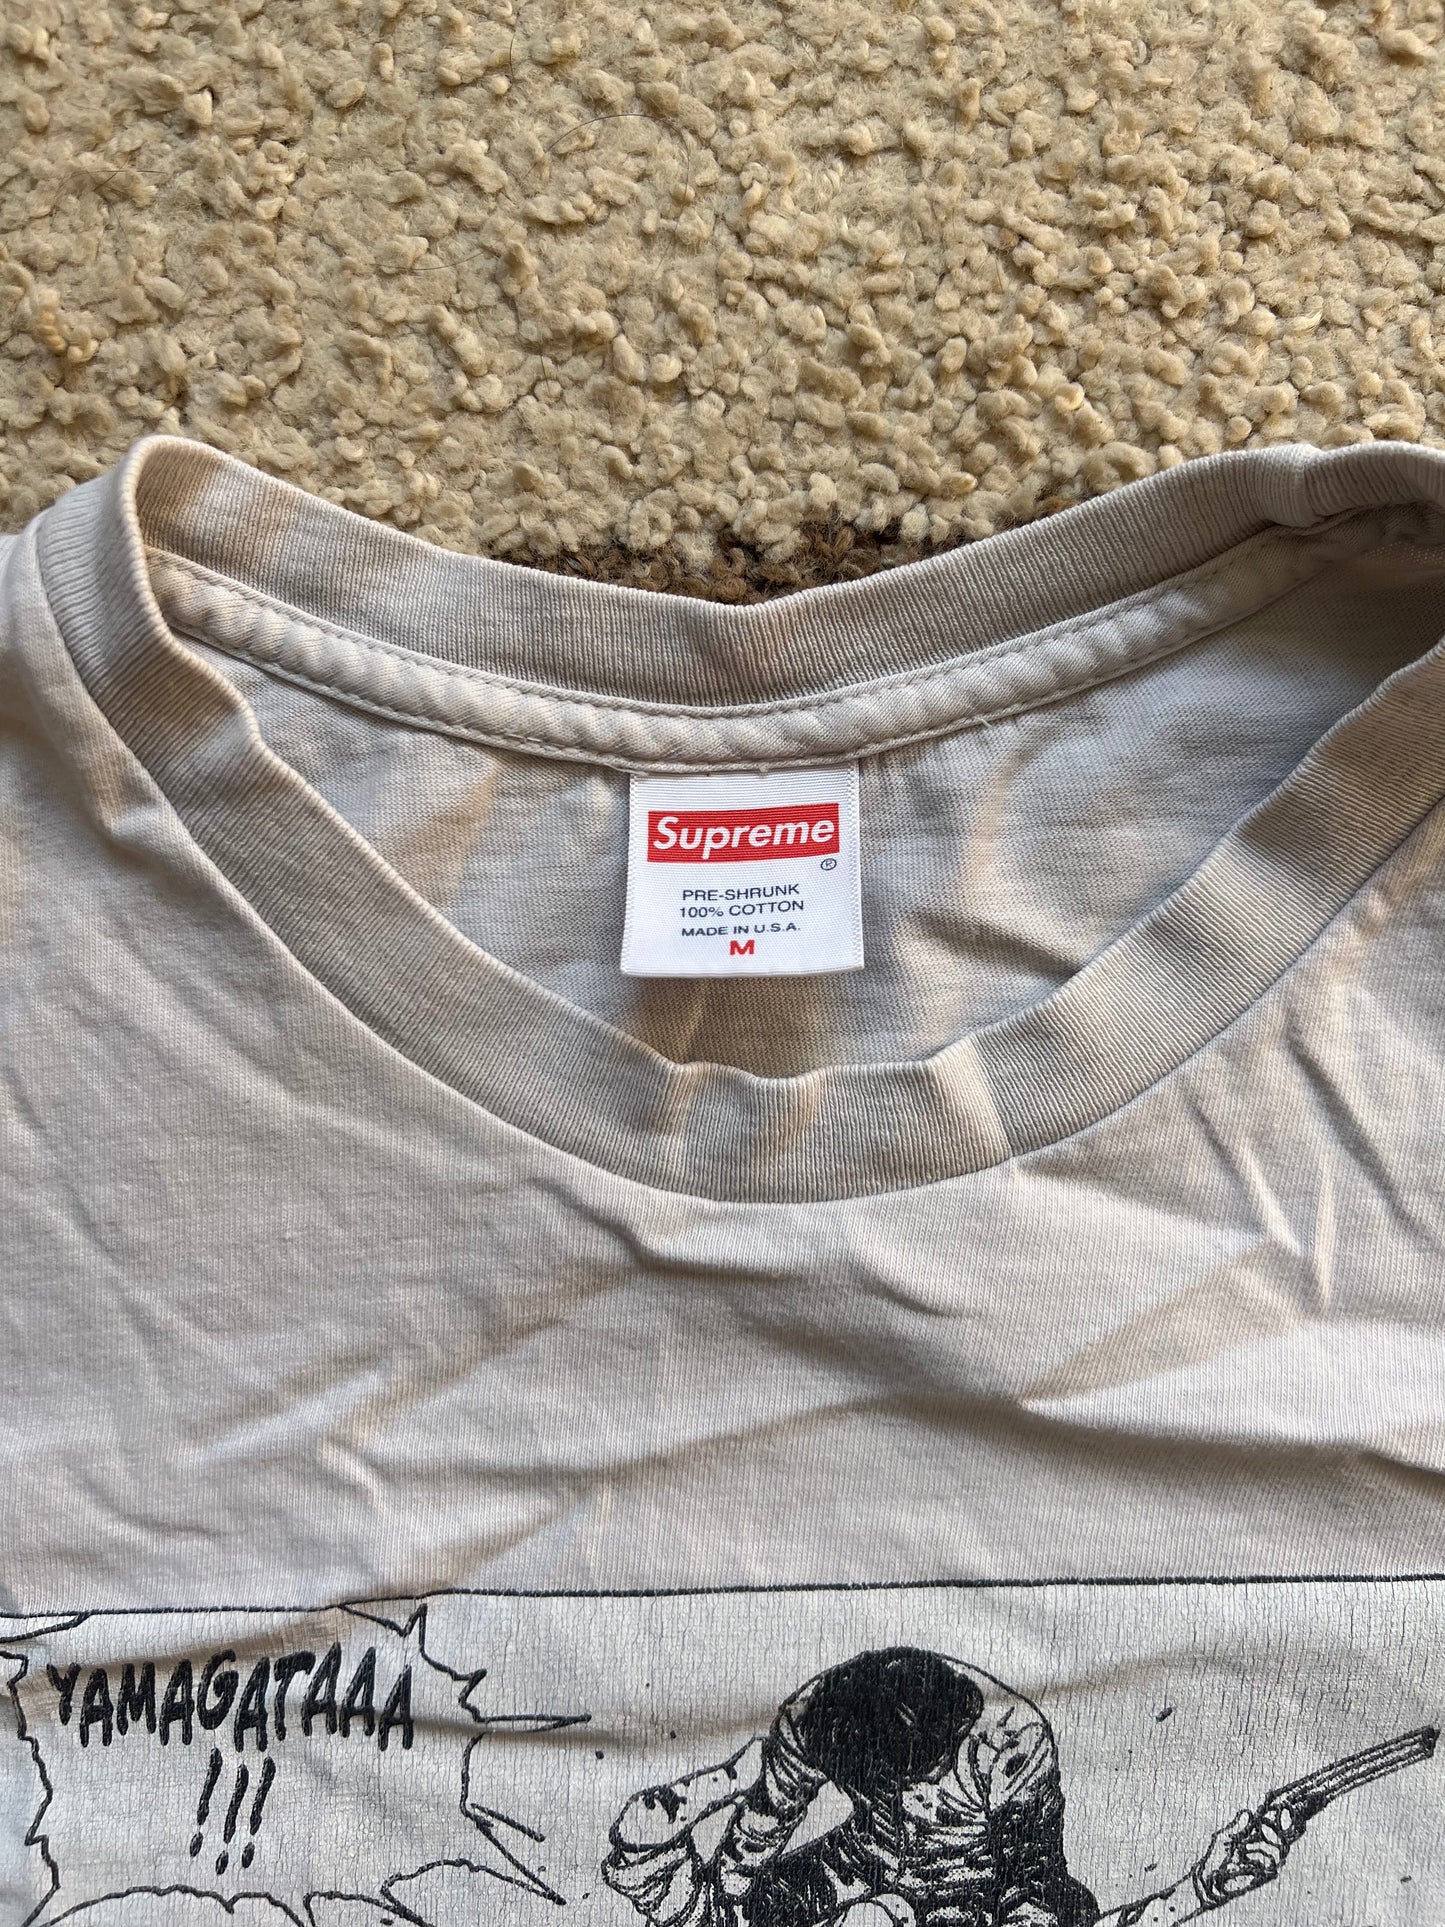 Supreme
®
PRE-SHRUNK
100% COTTON
MADE IN U.S.A.
M
YAMAGATAAA
!!!